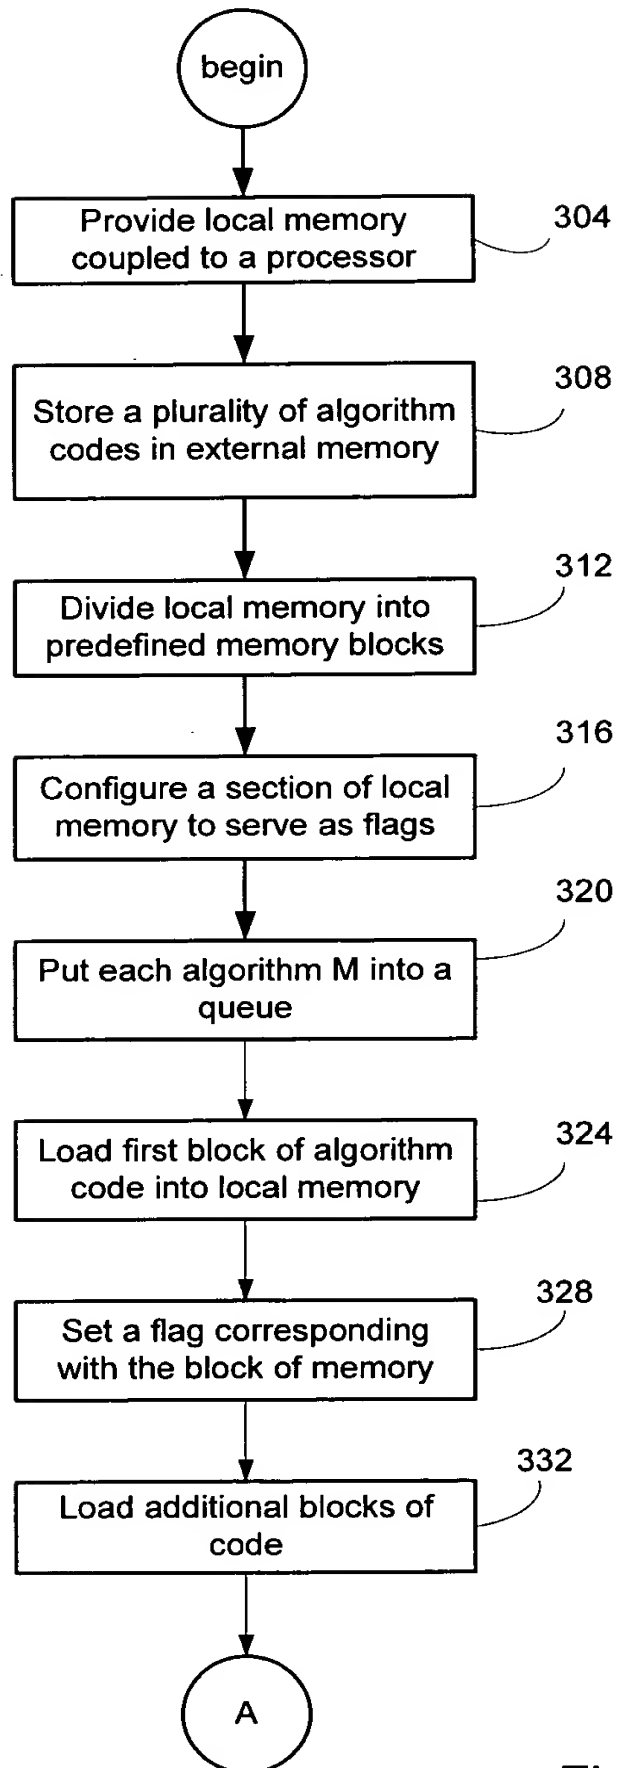 begin
Provide local memory
coupled to a processor
304
Store a plurality of algorithm
codes in external memory
308
Divide local memory into
predefined memory blocks
312
Configure a section of local
memory to serve as flags
316
Put each algorithm M into a
queue
320
Load first block of algorithm
code into local memory
324
Set a flag corresponding
with the block of memory
328
Load additional blocks of
code
332
A